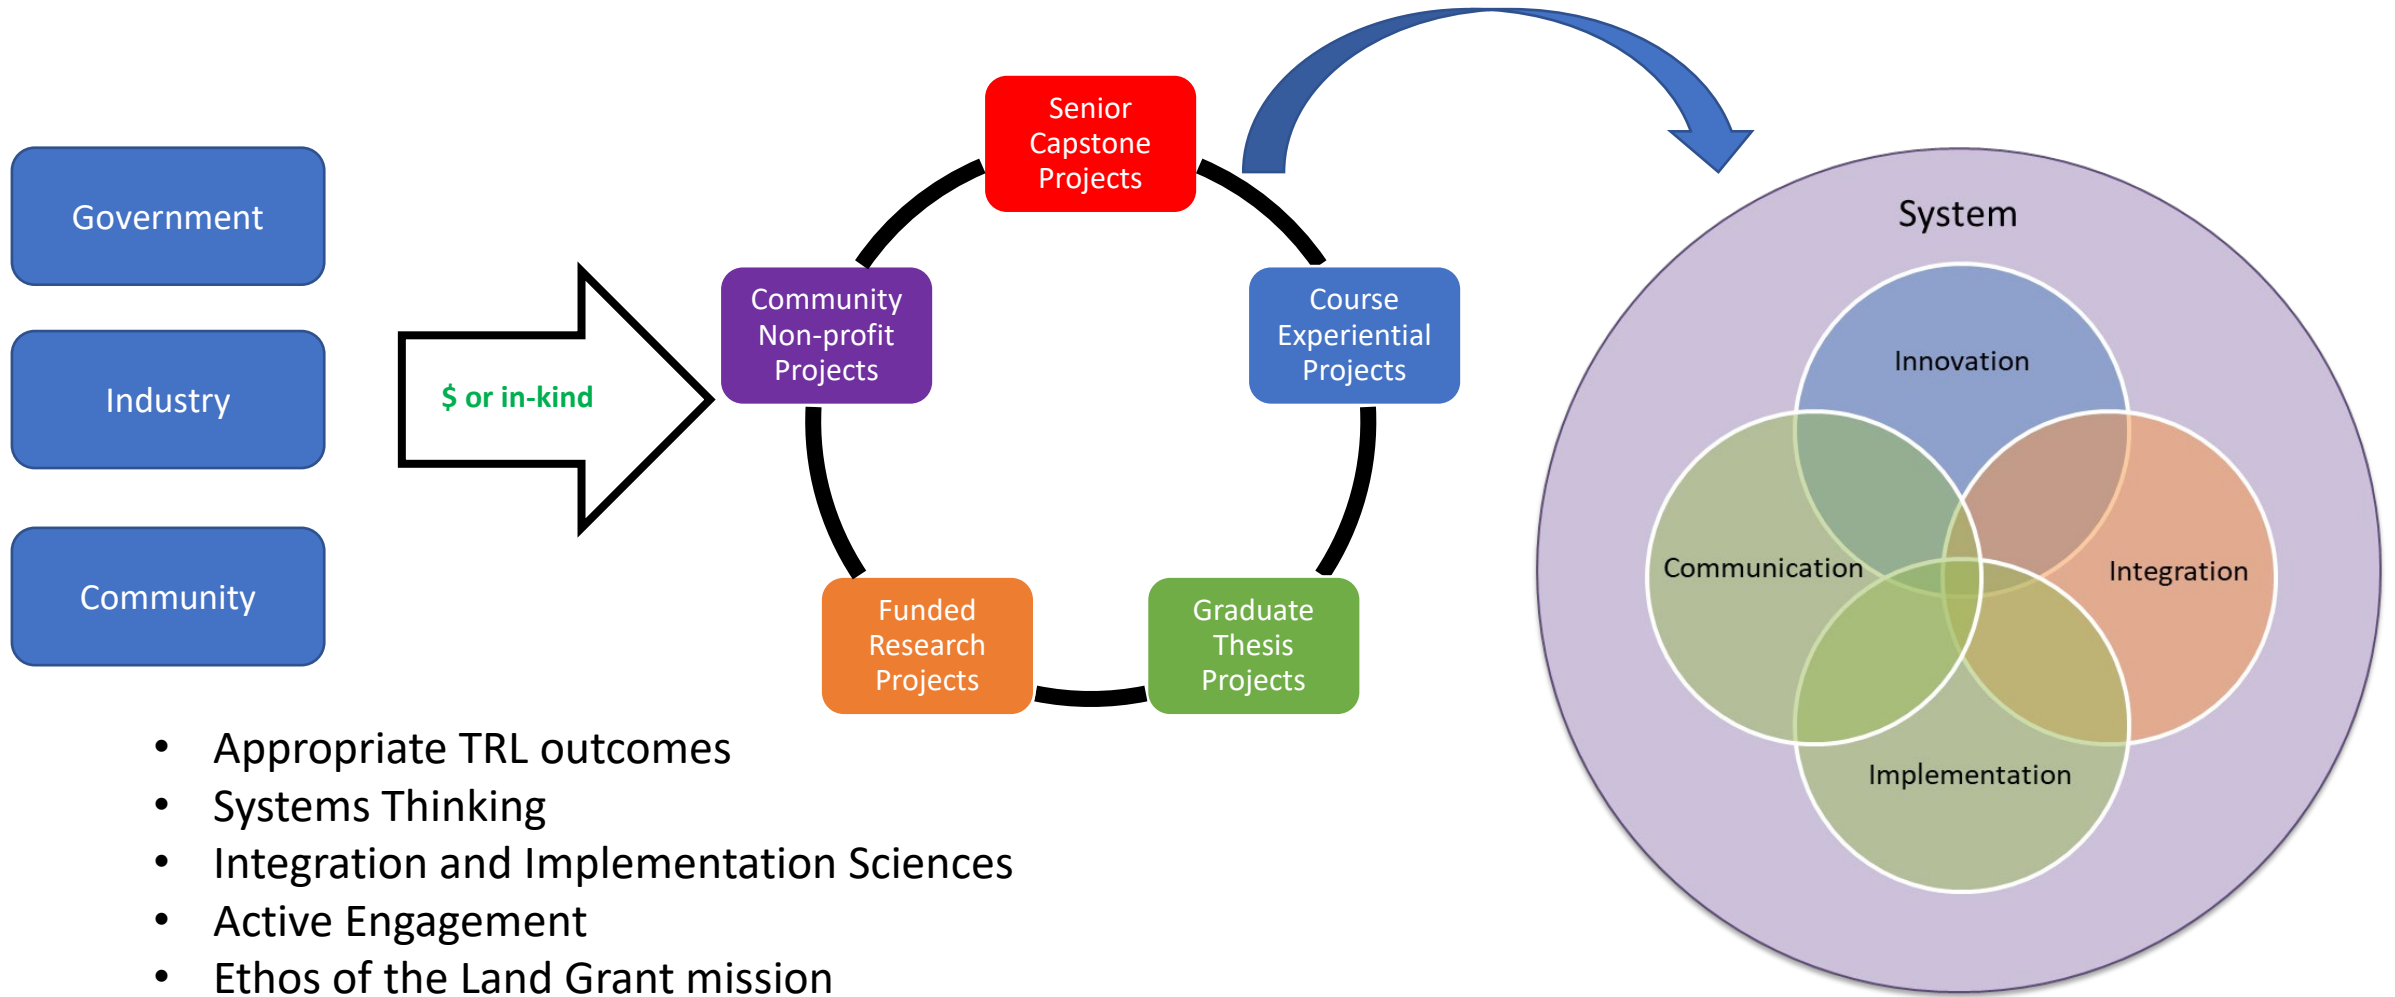 Government
Industry
Community
$ or in-kind
Senior
Capstone
Projects
Community
Non-profit
Projects
Course
Experiential
Projects
Funded
Research
Projects
Graduate
Thesis
Projects
System
Innovation
Communication
Integration
Implementation
• Appropriate TRL outcomes
• Systems Thinking
• Integration and Implementation Sciences
• Active Engagement
• Ethos of the Land Grant mission